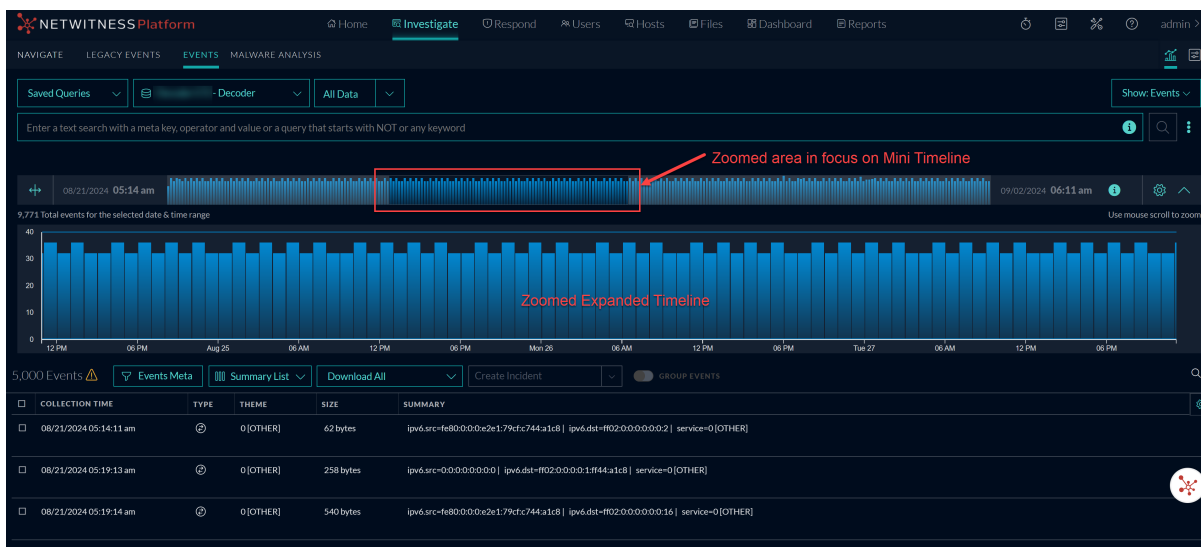 NETWITNESS Platform
Home
Investigate
Respond
Users
Hosts
Files
Dashboard
Reports
admin >
NAVIGATE
LEGACY EVENTS
EVENTS
MALWARE ANALYSIS
Saved Queries
- Decoder
All Data
Show: Events
Enter a text search with a meta key, operator and value or a query that starts with NOT or any keyword
Zoomed area in focus on Mini Timeline
08/21/2024 05:14 am
09/02/2024 06:11 am
9,771 Total events for the selected date & time range
Use mouse scroll to zoom
40
30
20
10
0
Zoomed Expanded Timeline
12 PM
06 PM
Aug 25
06 AM
12 PM
06 PM
Mon 26
06 AM
12 PM
06 PM
Tue 27
06 AM
12 PM
06 PM
5,000 Events
Events Meta
Summary List
Download All
Create Incident
GROUP EVENTS
COLLECTION TIME
TYPE
THEME
SIZE
SUMMARY
08/21/2024 05:14:11 am
0 [OTHER]
62 bytes
ipv6.src=fe80:0:0:0:e2e1:79cf:c744:a1c8 | ipv6.dst=ff02:0:0:0:0:0:0:2 | service=0 [OTHER]
08/21/2024 05:19:13 am
0 [OTHER]
258 bytes
ipv6.src=0:0:0:0:0:0:0:0 | ipv6.dst=ff02:0:0:0:0:1:ff44:a1c8 | service=0 [OTHER]
08/21/2024 05:19:14 am
0 [OTHER]
540 bytes
ipv6.src=fe80:0:0:0:e2e1:79cf:c744:a1c8 | ipv6.dst=ff02:0:0:0:0:0:0:16 | service=0 [OTHER]